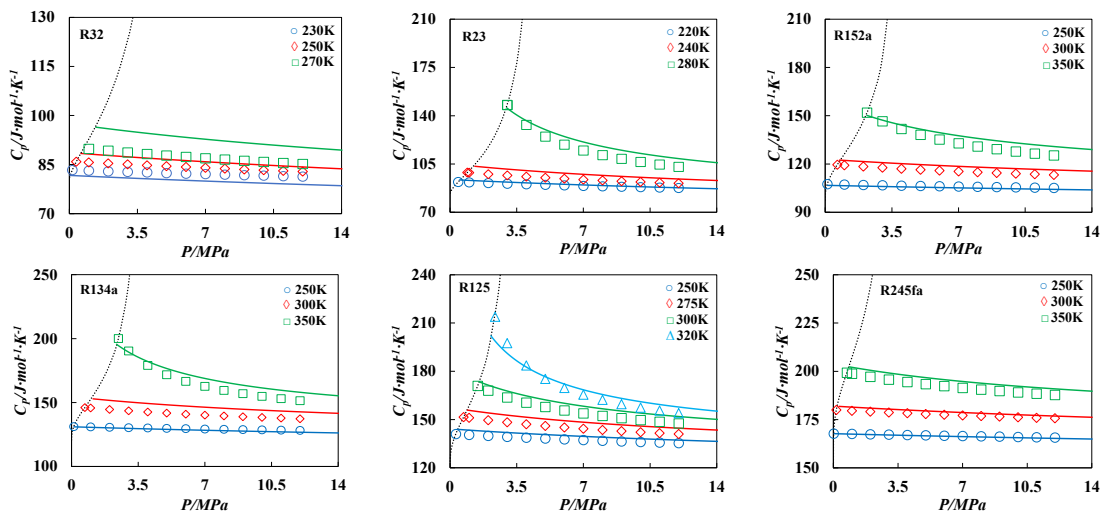 R32
230K
250K
270K
Cp/J·mol⁻¹·K⁻¹
130
115
100
85
70
0
3.5
7
10.5
14
P/MPa
R23
220K
240K
280K
Cp/J·mol⁻¹·K⁻¹
210
175
140
105
70
0
3.5
7
10.5
14
P/MPa
R152a
250K
300K
350K
Cp/J·mol⁻¹·K⁻¹
210
180
150
120
90
0
3.5
7
10.5
14
P/MPa
R134a
250K
300K
350K
Cp/J·mol⁻¹·K⁻¹
250
200
150
100
0
3.5
7
10.5
14
P/MPa
R125
250K
275K
300K
320K
Cp/J·mol⁻¹·K⁻¹
240
210
180
150
120
0
3.5
7
10.5
14
P/MPa
R245fa
250K
300K
350K
Cp/J·mol⁻¹·K⁻¹
250
225
200
175
150
0
3.5
7
10.5
14
P/MPa